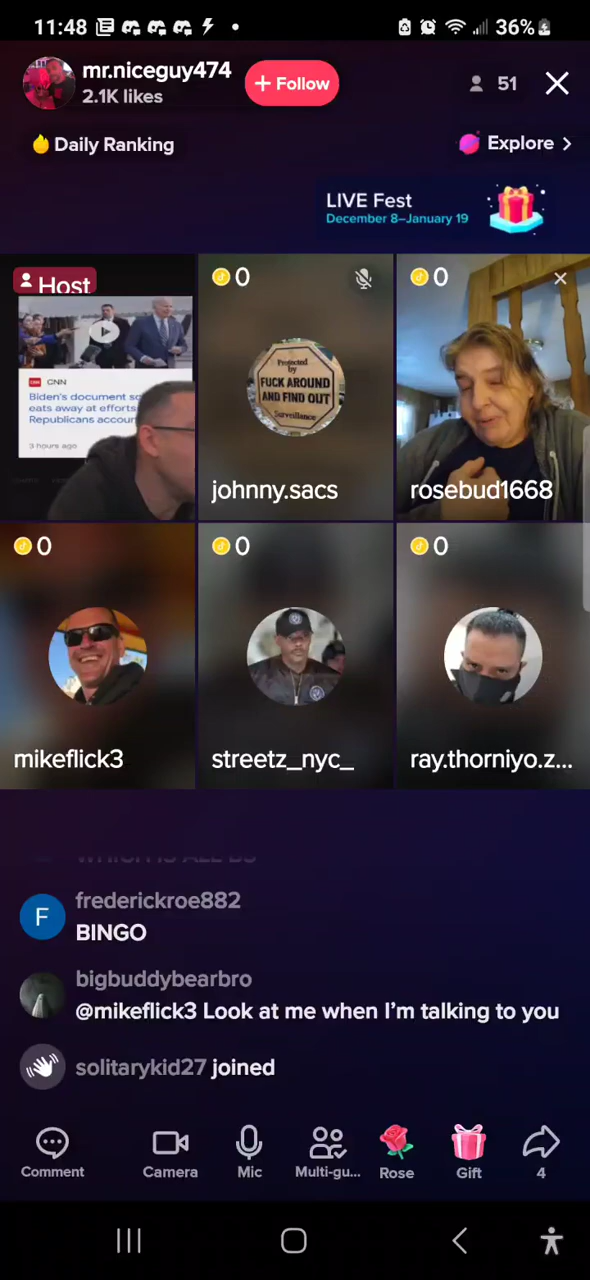 11:48
36%
mr.niceguy474
2.1K likes
+ Follow
51
Daily Ranking
Explore >
LIVE Fest
December 8–January 19
Host
CNN
Biden's document
eats away at efforts
Republicans
3 hours ago
0
Protected
by
FUCK AROUND
AND FIND OUT
Surveillance
johnny.sacs
0
rosebud1668
0
mikeflick3
0
streetz_nyc_
0
ray.thorniyo.z...
frederickroe882
BINGO
bigbuddybearbro
@mikeflick3 Look at me when I'm talking to you
solitarykid27 joined
F
Comment
Camera
Mic
Multi-gu...
Rose
Gift
4